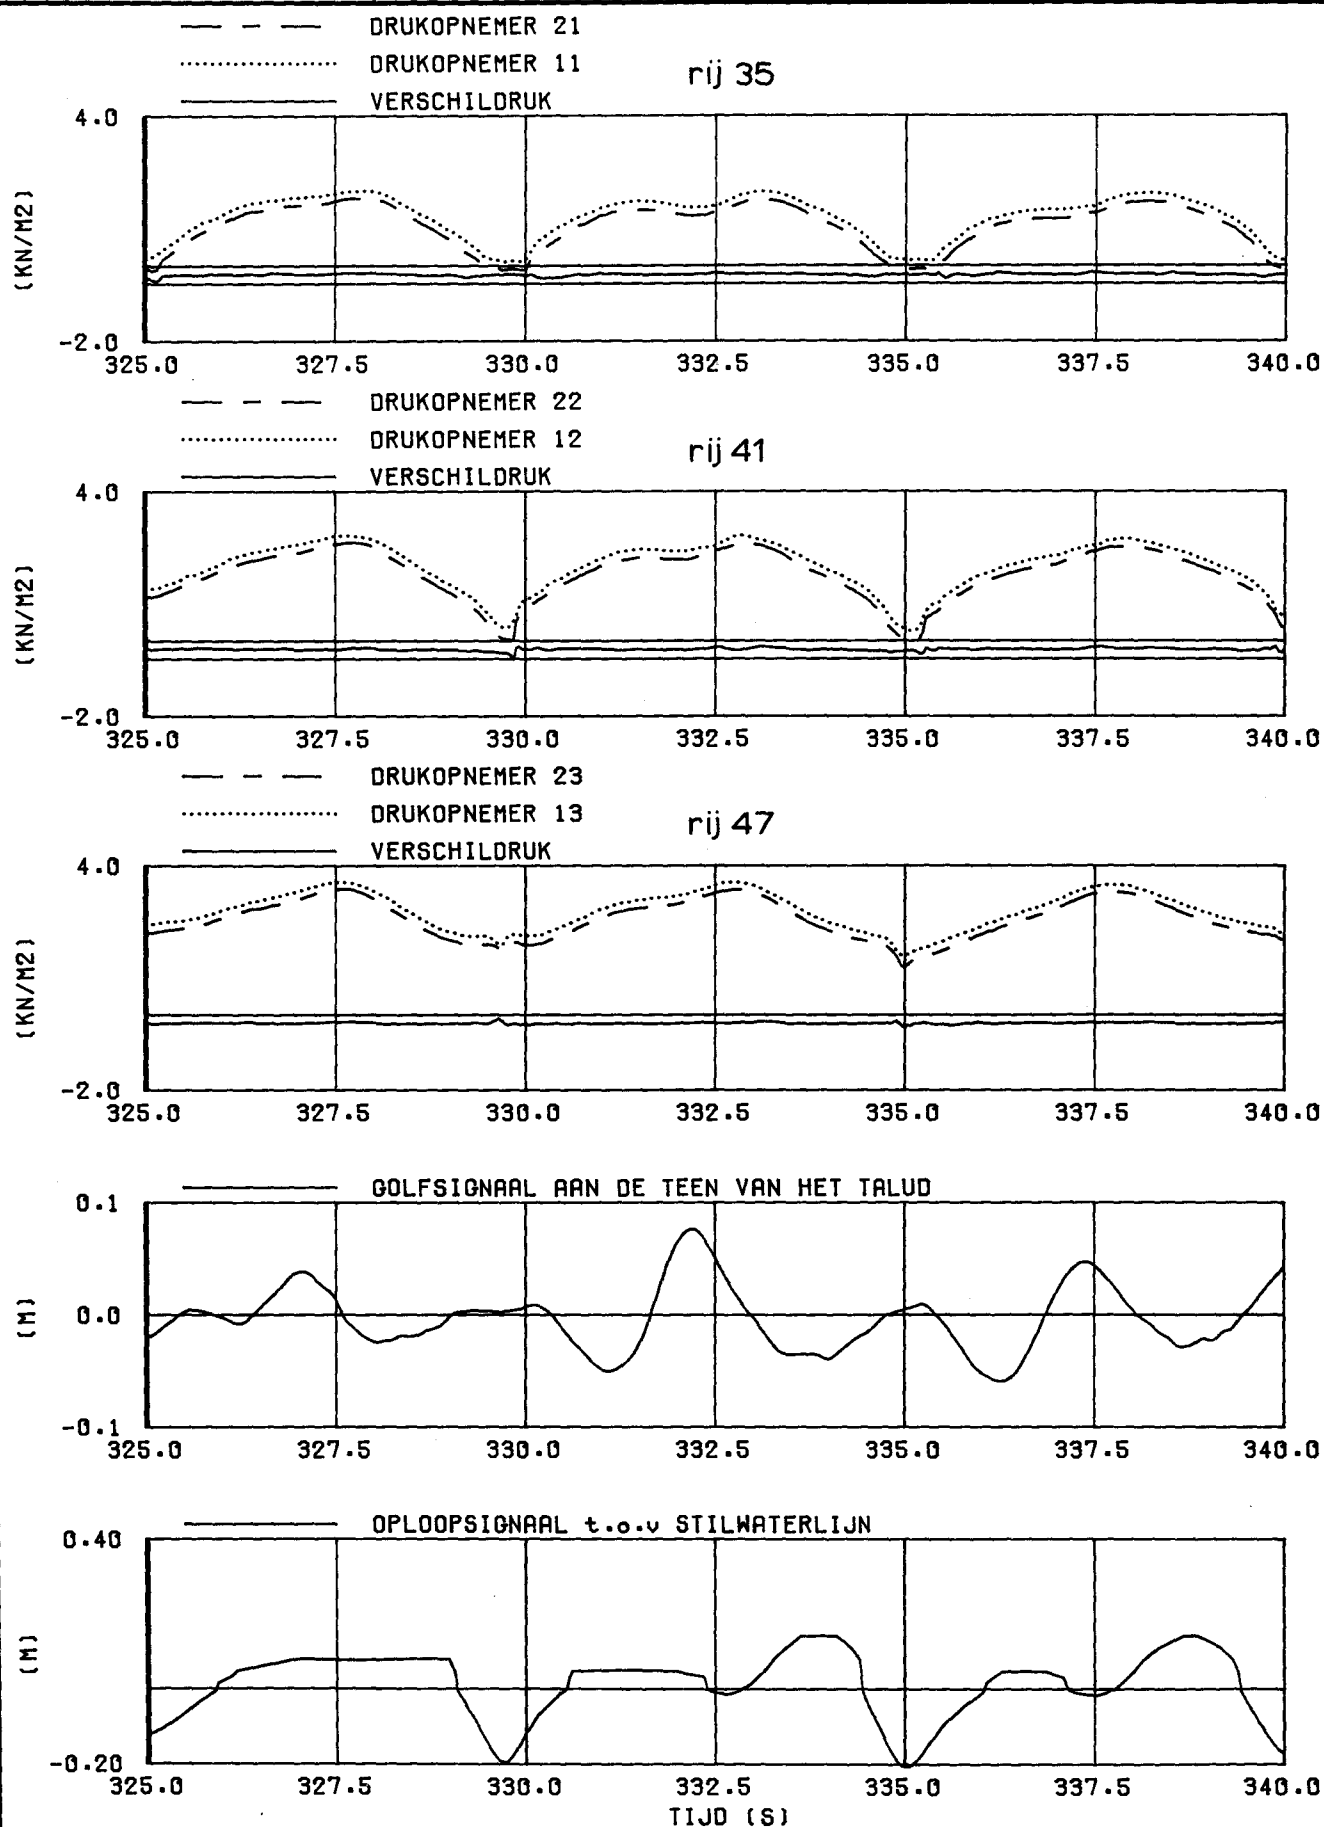 DRUKOPNEMER 21
DRUKOPNEMER 11
rij 35
VERSCHILDRUK
4.0
(KN/M2)
-2.0
325.0 327.5 330.0 332.5 335.0 337.5 340.0
DRUKOPNEMER 22
DRUKOPNEMER 12
rij 41
VERSCHILDRUK
4.0
(KN/M2)
-2.0
325.0 327.5 330.0 332.5 335.0 337.5 340.0
DRUKOPNEMER 23
DRUKOPNEMER 13
rij 47
VERSCHILDRUK
4.0
(KN/M2)
-2.0
325.0 327.5 330.0 332.5 335.0 337.5 340.0
GOLFSIGNAAL AAN DE TEEN VAN HET TALUD
0.1
(M)
0.0
-0.1
325.0 327.5 330.0 332.5 335.0 337.5 340.0
OPLOOPSIGNAAL t.o.v STILWATERLIJN
0.40
(M)
-0.20
325.0 327.5 330.0 332.5 335.0 337.5 340.0
TIJD (S)